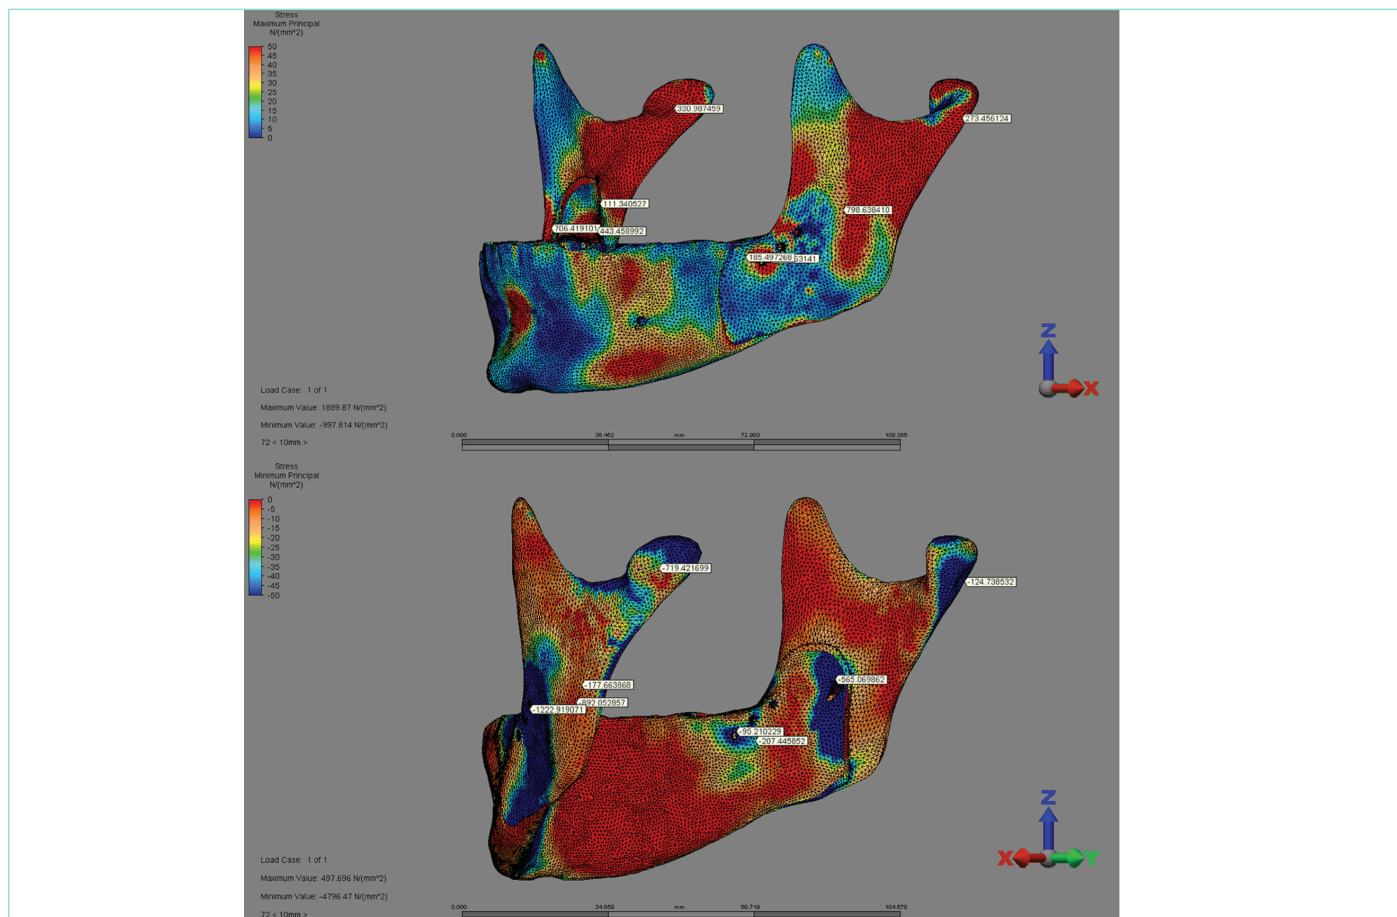 Stress
Maximum Principal
N/(mm^2)
50
45
40
35
30
25
20
15
10
5
0
330.987459
273.456124
111.340527
798.638410
706.419101
443.458992
185.497268
63141
Z
X
Load Case: 1 of 1
Maximum Value: 1889.87 N/(mm^2)
Minimum Value: -997.814 N/(mm^2)
72 < 10mm >
0.000
36.462
mm
72.903
109.365
Stress
Minimum Principal
N/(mm^2)
0
-5
-10
-15
-20
-25
-30
-35
-40
-45
-50
-719.421699
-124.738532
-565.069862
-177.663868
-892.052857
-1222.919071
-95.210229
-207.445852
Z
X
Y
Load Case: 1 of 1
Maximum Value: 497.696 N/(mm^2)
Minimum Value: -4796.47 N/(mm^2)
72 < 10mm >
0.000
34.859
mm
69.719
104.578